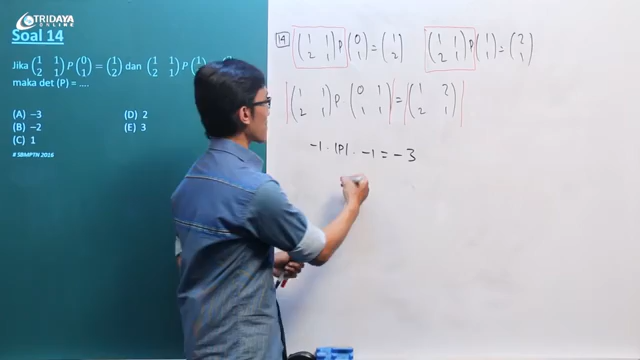 TRIDAYA
ONLINE
Soal 14
Jika (1 1 2 1) P (0 1) = (1 2) dan (1 1 2 1) P (1 1) =
maka det (P) = ....
(A) −3
(B) −2
(C) 1
(D) 2
(E) 3
# SBMPTN 2016
14 (1 1 2 1) P (0 1) = (1 2) (1 1 2 1) P (1 1) = (2 1)
|(1 1 2 1) P (0 1 1 1)| = |(1 2 2 1)|
-1 · |P| · -1 = -3